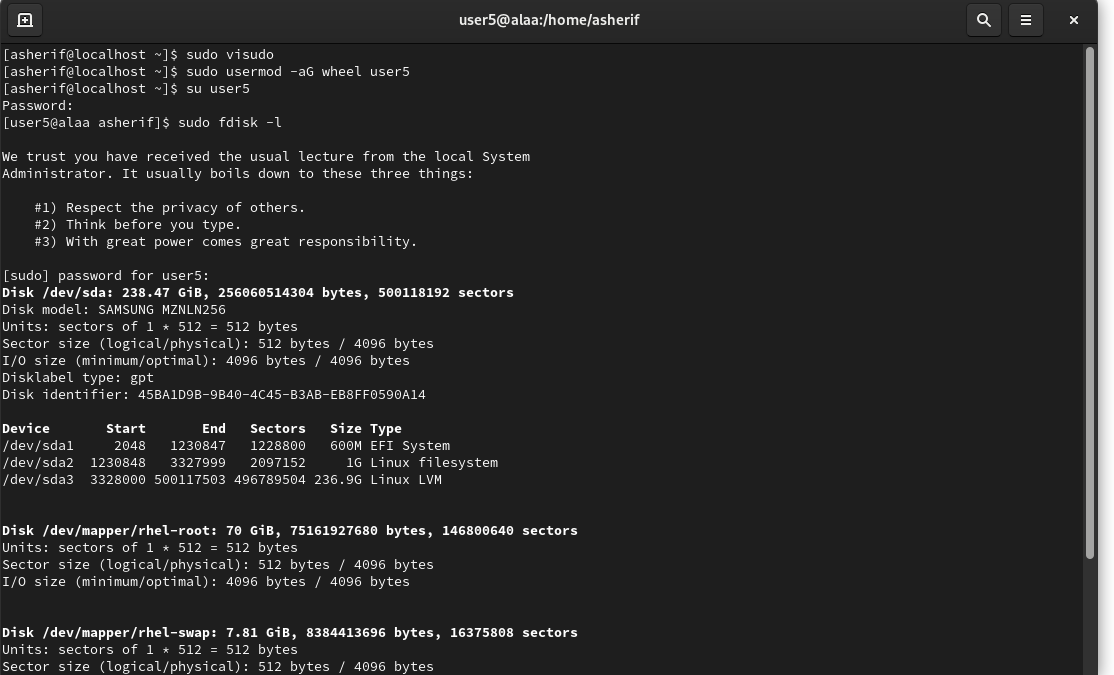 user5@alaa:/home/asherif
[asherif@localhost ~]$ sudo visudo
[asherif@localhost ~]$ sudo usermod -aG wheel user5
[asherif@localhost ~]$ su user5
Password:
[user5@alaa asherif]$ sudo fdisk -l
We trust you have received the usual lecture from the local System
Administrator. It usually boils down to these three things:
#1) Respect the privacy of others.
#2) Think before you type.
#3) With great power comes great responsibility.
[sudo] password for user5:
Disk /dev/sda: 238.47 GiB, 256060514304 bytes, 500118192 sectors
Disk model: SAMSUNG MZNLN256
Units: sectors of 1 * 512 = 512 bytes
Sector size (logical/physical): 512 bytes / 4096 bytes
I/O size (minimum/optimal): 4096 bytes / 4096 bytes
Disklabel type: gpt
Disk identifier: 45BA1D9B-9B40-4C45-B3AB-EB8FF0590A14
Device       Start       End   Sectors   Size Type
/dev/sda1     2048   1230847   1228800   600M EFI System
/dev/sda2  1230848   3327999   2097152     1G Linux filesystem
/dev/sda3  3328000 500117503 496789504 236.9G Linux LVM
Disk /dev/mapper/rhel-root: 70 GiB, 75161927680 bytes, 146800640 sectors
Units: sectors of 1 * 512 = 512 bytes
Sector size (logical/physical): 512 bytes / 4096 bytes
I/O size (minimum/optimal): 4096 bytes / 4096 bytes
Disk /dev/mapper/rhel-swap: 7.81 GiB, 8384413696 bytes, 16375808 sectors
Units: sectors of 1 * 512 = 512 bytes
Sector size (logical/physical): 512 bytes / 4096 bytes